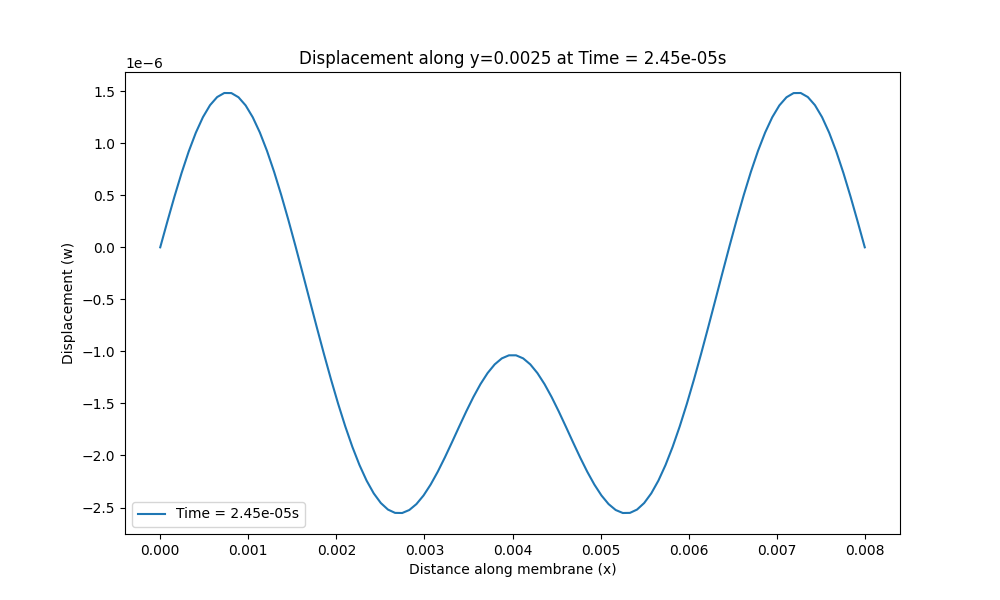 Displacement along y=0.0025 at Time = 2.45e-05s
1e−6
1.5
1.0
0.5
0.0
−0.5
−1.0
−1.5
−2.0
−2.5
Displacement (w)
Time = 2.45e-05s
0.000 0.001 0.002 0.003 0.004 0.005 0.006 0.007 0.008
Distance along membrane (x)